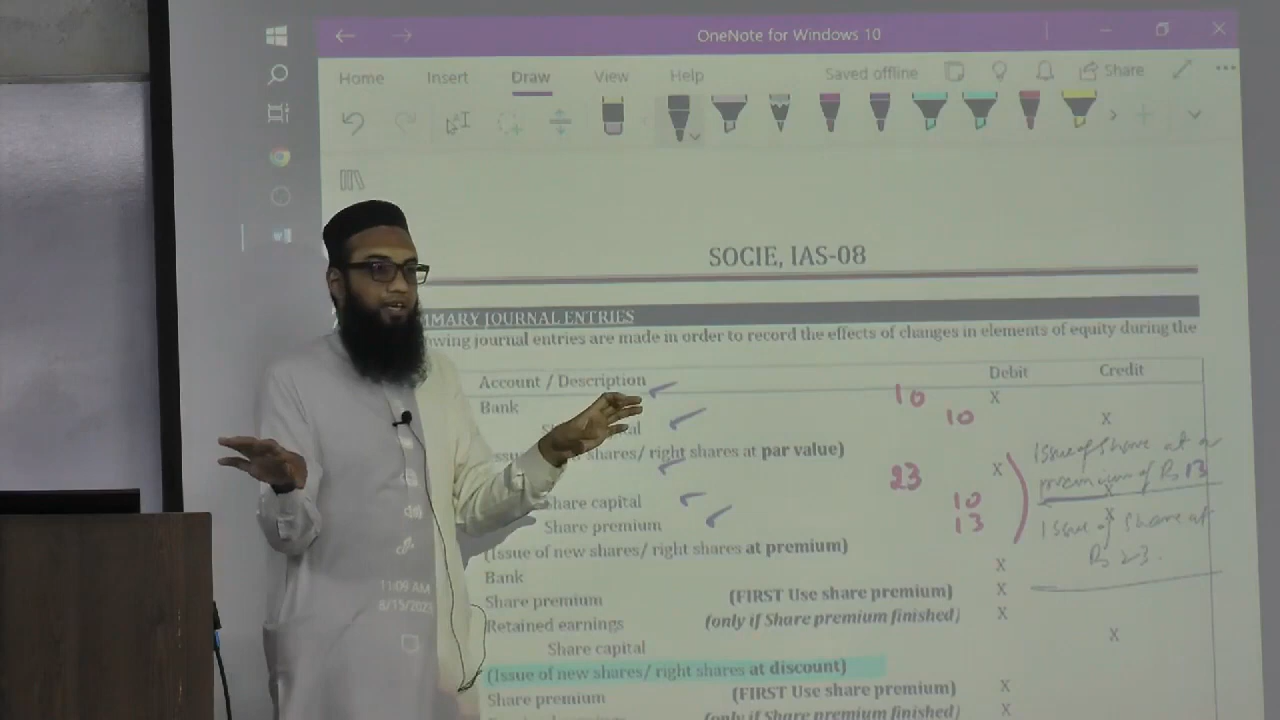 OneNote for Windows 10
Home Insert Draw View Help Saved offline Share
SOCIE, IAS-08
MMARY JOURNAL ENTRIES
owing journal entries are made in order to record the effects of changes in elements of equity during the
Account / Description Debit Credit
Bank 10 X
10 X
shares/ right shares at par value)
23 X
Issue of Share at a
premium of Rs 13
Share capital 10 X
Share premium 13 X
Issue of Share at
Rs 23.
(Issue of new shares/ right shares at premium)
Bank X
Share premium (FIRST Use share premium) X
Retained earnings (only if Share premium finished) X
Share capital X
(Issue of new shares/ right shares at discount)
Share premium (FIRST Use share premium) X
(only if Share premium finished) X
11:09 AM